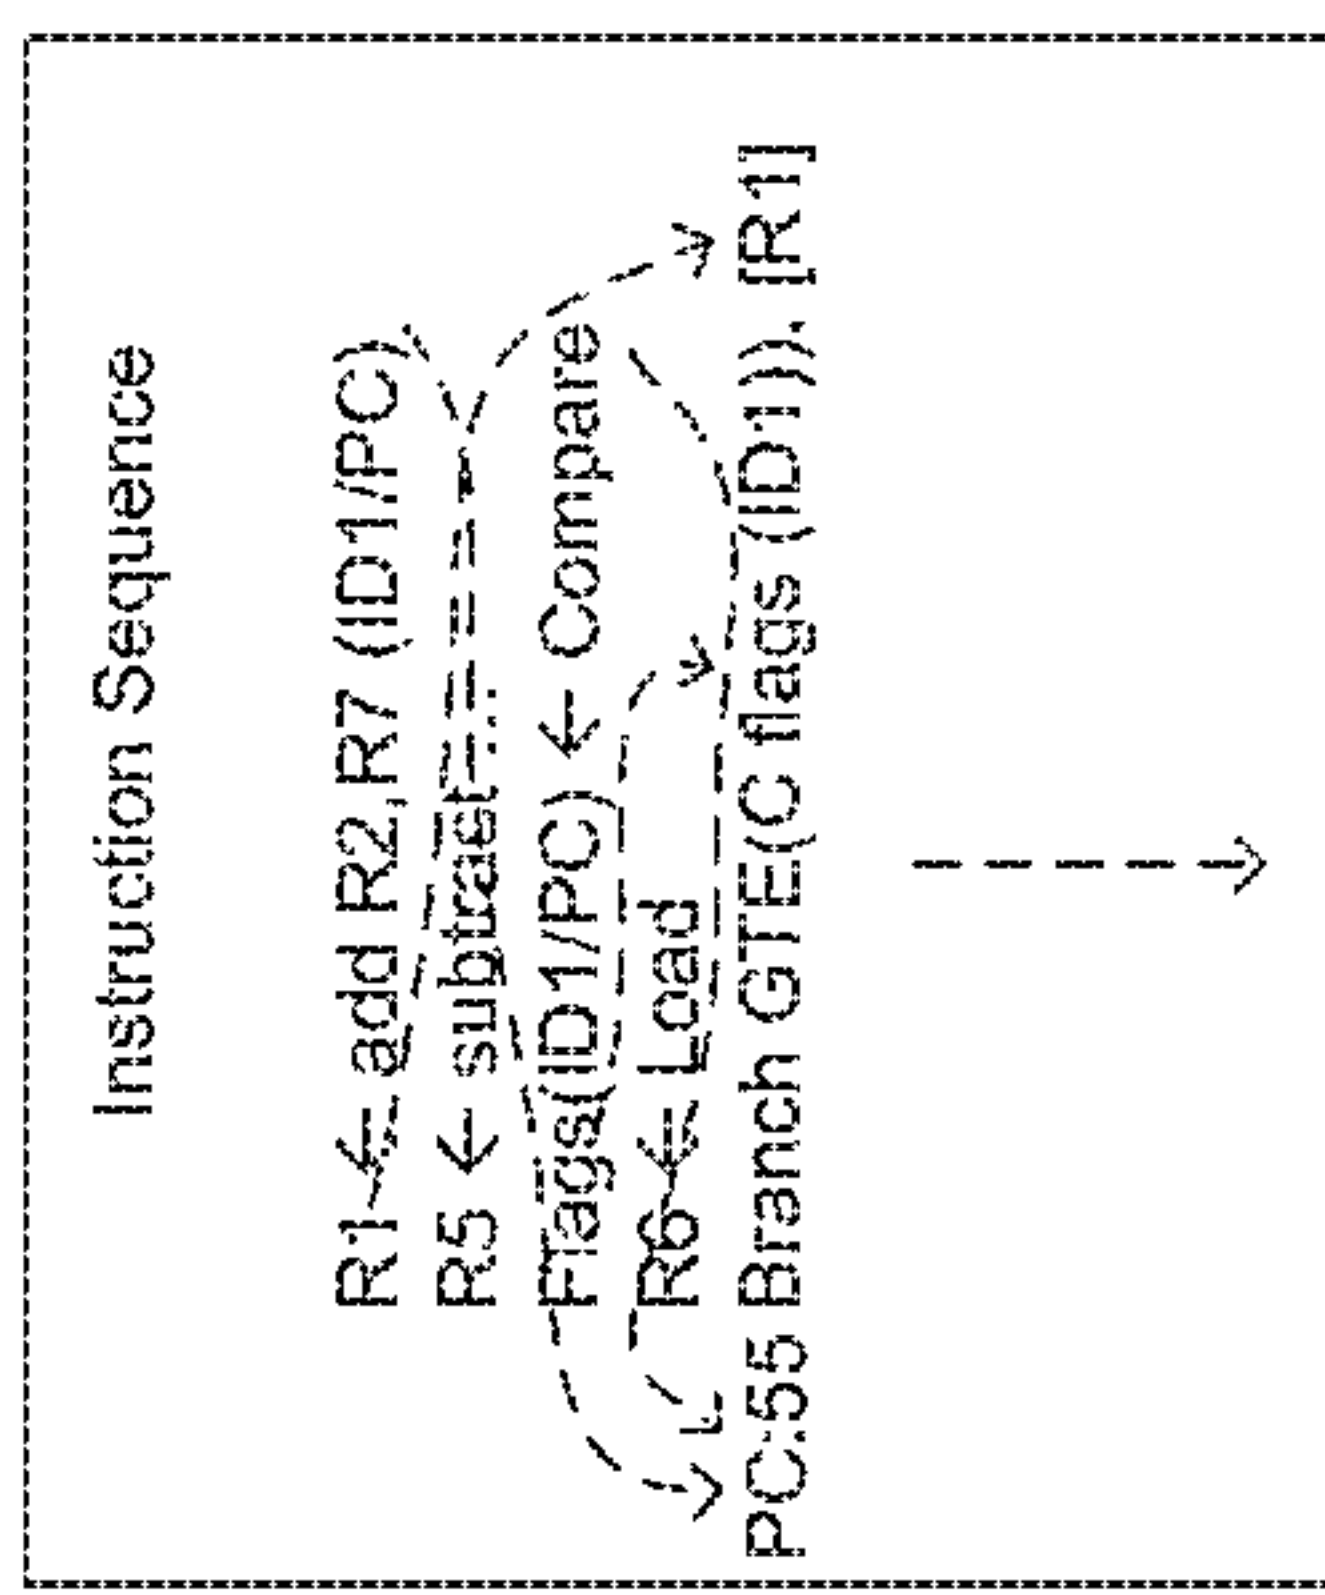 Instruction Sequence
R1 ← add R2,R7 (ID1/PC)
R5 ← subtract ...
Flags(ID1/PC) ← Compare
R6 ← Load
PC:55 Branch GTE(C flags (ID1)), [R1]